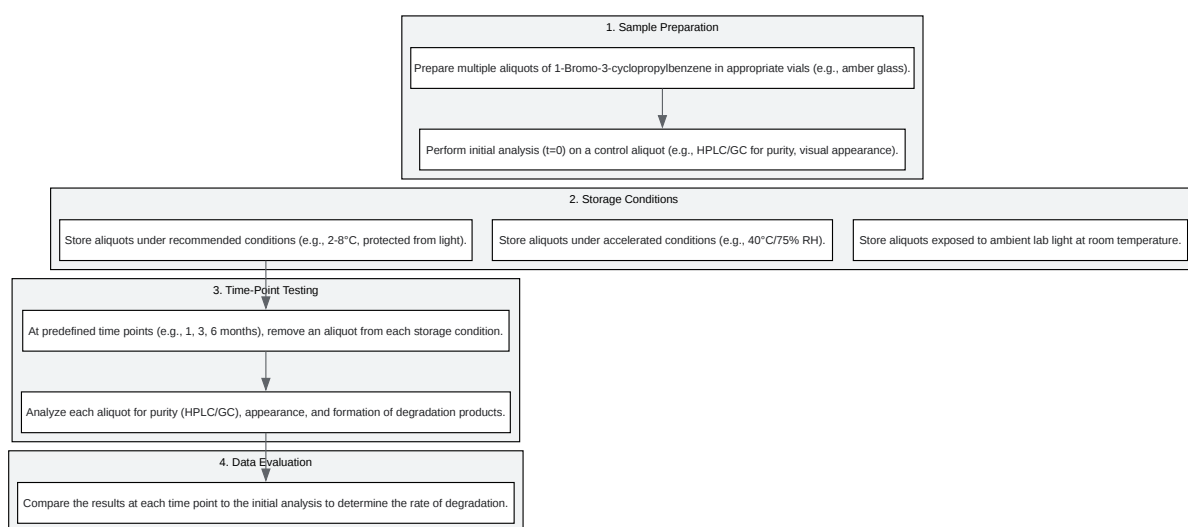 1. Sample Preparation
Prepare multiple aliquots of 1-Bromo-3-cyclopropylbenzene in appropriate vials (e.g., amber glass).
Perform initial analysis (t=0) on a control aliquot (e.g., HPLC/GC for purity, visual appearance).
2. Storage Conditions
Store aliquots under recommended conditions (e.g., 2-8°C, protected from light).
Store aliquots under accelerated conditions (e.g., 40°C/75% RH).
Store aliquots exposed to ambient lab light at room temperature.
3. Time-Point Testing
At predefined time points (e.g., 1, 3, 6 months), remove an aliquot from each storage condition.
Analyze each aliquot for purity (HPLC/GC), appearance, and formation of degradation products.
4. Data Evaluation
Compare the results at each time point to the initial analysis to determine the rate of degradation.